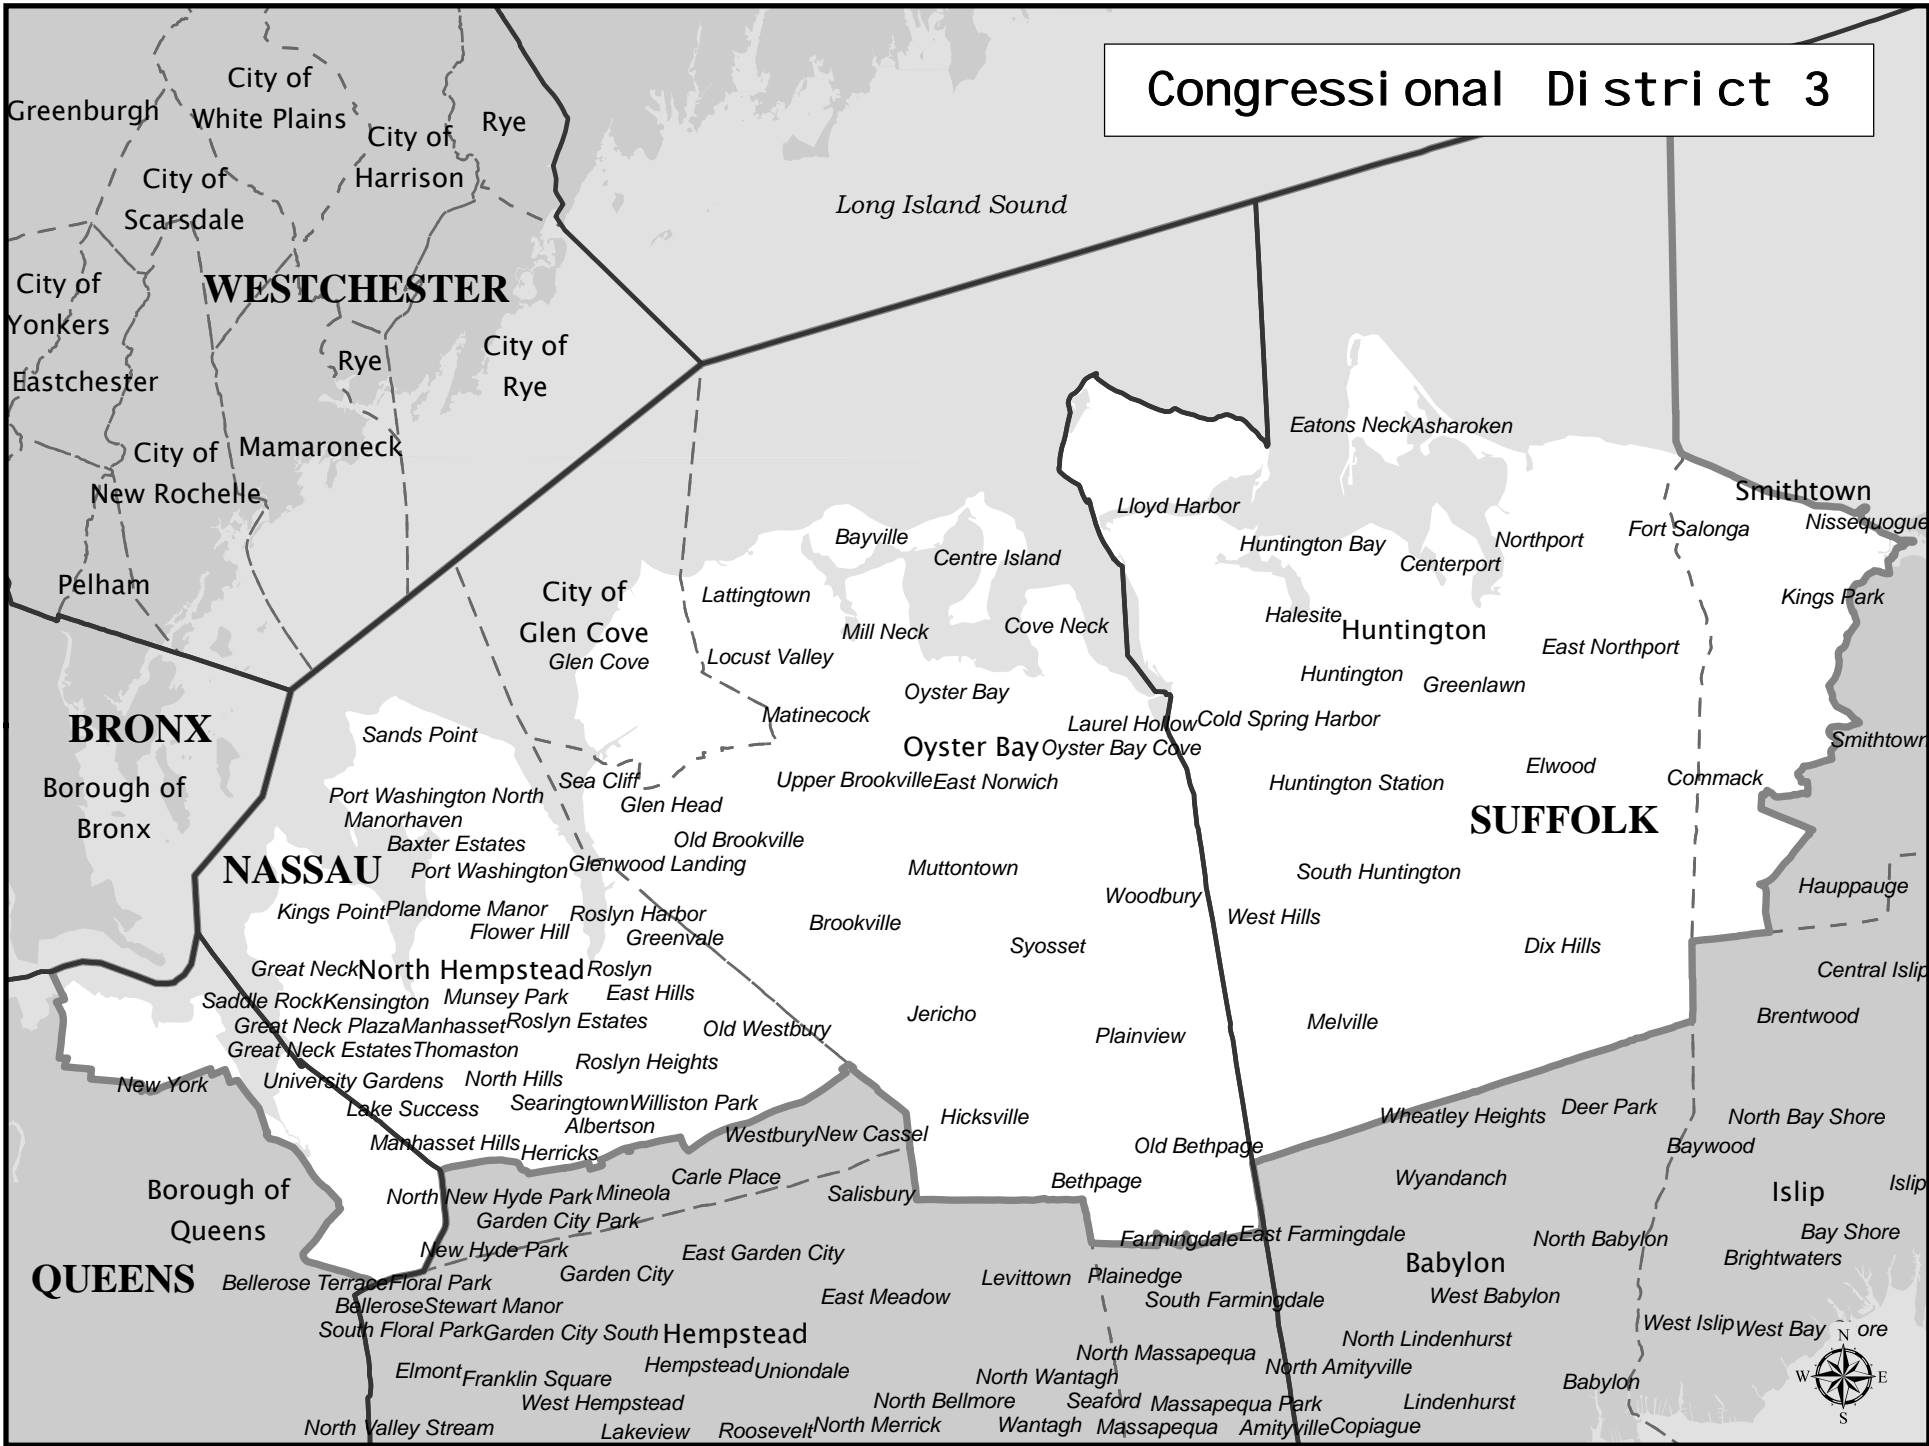 Congressional District 3
Greenburgh
City of
White Plains
City of
Harrison
Rye
City of
Scarsdale
Long Island Sound
City of
Yonkers
WESTCHESTER
Eastchester
Rye
City of
Rye
City of
New Rochelle
Mamaroneck
Pelham
Eatons Neck
Asharoken
Lloyd Harbor
Smithtown
Nissequogue
Bayville
Centre Island
Huntington Bay
Centerport
Northport
Fort Salonga
City of
Glen Cove
Glen Cove
Lattingtown
Mill Neck
Cove Neck
Halesite
Huntington
Kings Park
Locust Valley
East Northport
Oyster Bay
Huntington
Greenlawn
BRONX
Borough of
Bronx
Sands Point
Matinecock
Laurel Hollow
Cold Spring Harbor
Oyster Bay
Oyster Bay Cove
Smithtown
Sea Cliff
Upper Brookville
East Norwich
Huntington Station
Elwood
Commack
Port Washington North
Glen Head
Manorhaven
SUFFOLK
Baxter Estates
Old Brookville
NASSAU
Port Washington
Glenwood Landing
Muttontown
South Huntington
Hauppauge
Woodbury
Kings Point
Plandome Manor
Roslyn Harbor
Brookville
West Hills
Flower Hill
Greenvale
Syosset
Dix Hills
Great Neck
North Hempstead
Roslyn
Central Islip
Saddle Rock
Kensington
Munsey Park
East Hills
Great Neck Plaza
Manhasset
Roslyn Estates
Old Westbury
Jericho
Plainview
Melville
Brentwood
Great Neck Estates
Thomaston
Roslyn Heights
New York
University Gardens
North Hills
Lake Success
Searingtown
Williston Park
Albertson
Hicksville
Wheatley Heights
Deer Park
North Bay Shore
Manhasset Hills
Herricks
Westbury
New Cassel
Old Bethpage
Baywood
Borough of
Queens
North New Hyde Park
Mineola
Carle Place
Salisbury
Bethpage
Wyandanch
Islip
Islip
Garden City Park
New Hyde Park
East Garden City
Farmingdale
East Farmingdale
North Babylon
Bay Shore
Brightwaters
QUEENS
Bellerose Terrace
Floral Park
Garden City
Levittown
Plainedge
Babylon
Bellerose
Stewart Manor
East Meadow
South Farmingdale
West Babylon
South Floral Park
Garden City South
Hempstead
West Islip
West Bay
ore
North Lindenhurst
Elmont
Franklin Square
Hempstead
Uniondale
North Massapequa
North Amityville
North Wantagh
Babylon
West Hempstead
North Bellmore
Seaford
Massapequa Park
Lindenhurst
North Valley Stream
Lakeview
Roosevelt
North Merrick
Wantagh
Massapequa
Amityville
Copiague
N
W
E
S